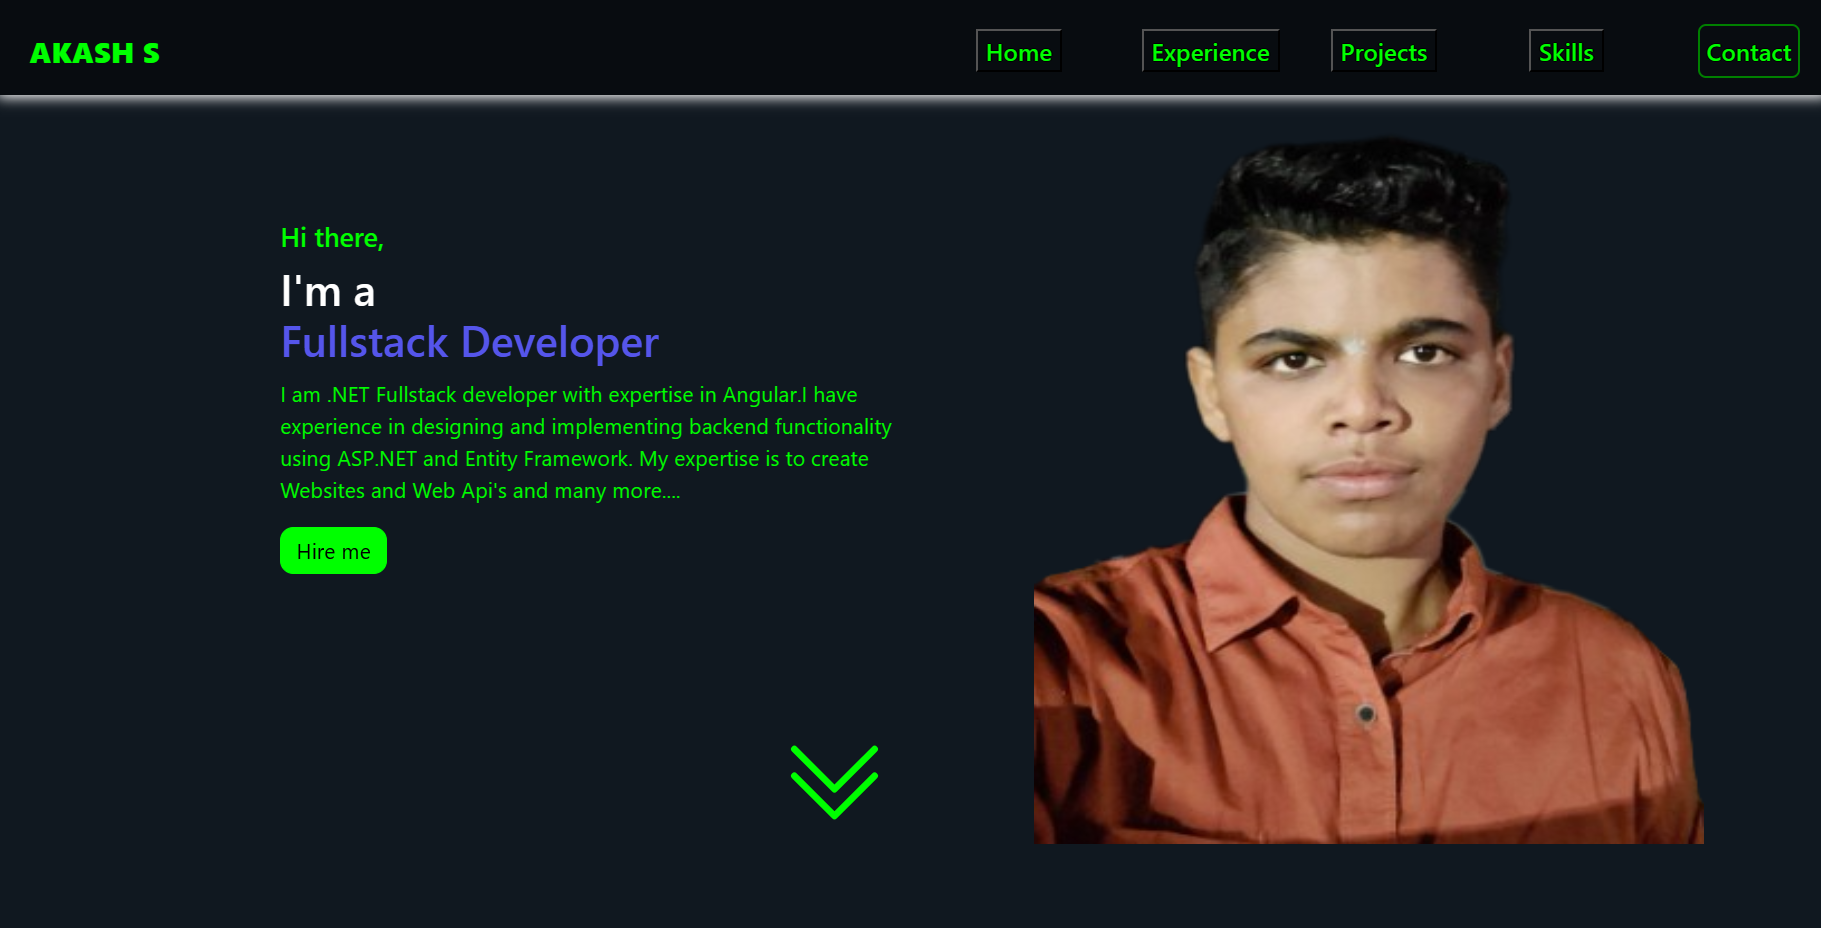 AKASH S
Home
Experience
Projects
Skills
Contact
Hi there,
I'm a
Fullstack Developer
I am .NET Fullstack developer with expertise in Angular.I have
experience in designing and implementing backend functionality
using ASP.NET and Entity Framework. My expertise is to create
Websites and Web Api's and many more....
Hire me